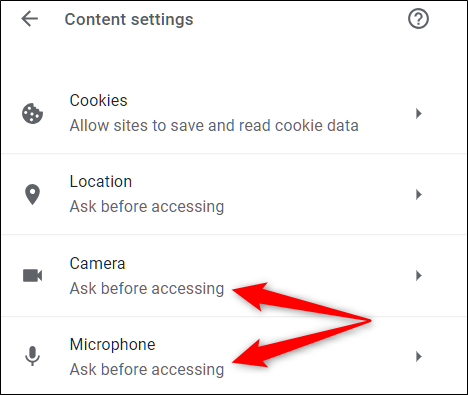 Content settings
Cookies
Allow sites to save and read cookie data
Location
Ask before accessing
Camera
Ask before accessing
Microphone
Ask before accessing